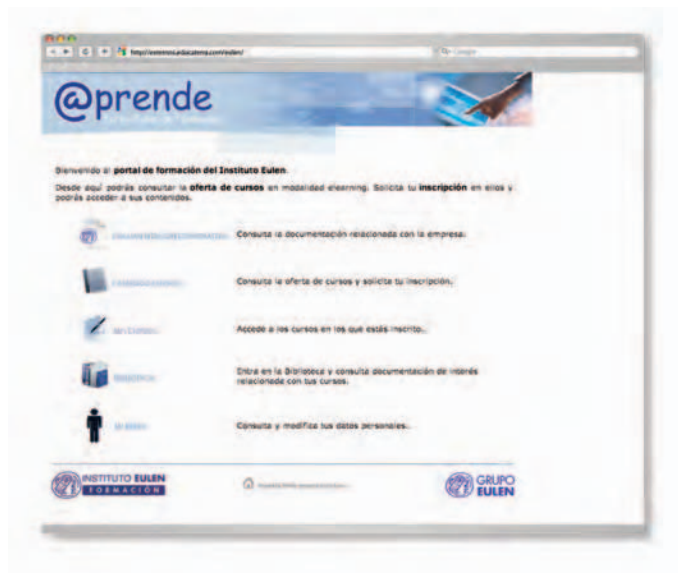 @prende
Bienvenido al portal de formación del Instituto Eulen.
Desde aquí podrás consultar la oferta de cursos en modalidad elearning. Solicita tu inscripción en ellos y
podrás acceder a sus contenidos.
Consulta la documentación relacionada con la empresa.
Consulta la oferta de cursos y solicita tu inscripción.
Accede a los cursos en los que estás inscrito.
Entra en la Biblioteca y consulta documentación de interés
relacionada con tus cursos.
Consulta y modifica tus datos personales.
INSTITUTO EULEN
FORMACIÓN
GRUPO
EULEN